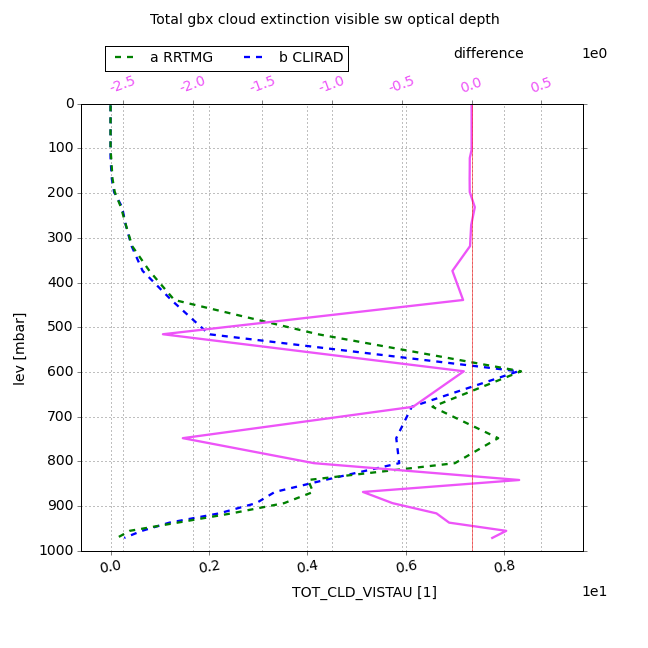 Total gbx cloud extinction visible sw optical depth
a RRTMG b CLIRAD
difference 1e0
-2.5 -2.0 -1.5 -1.0 -0.5 0.0 0.5
0
100
200
300
400
500
600
700
800
900
1000
lev [mbar]
0.0 0.2 0.4 0.6 0.8
TOT_CLD_VISTAU [1] 1e1